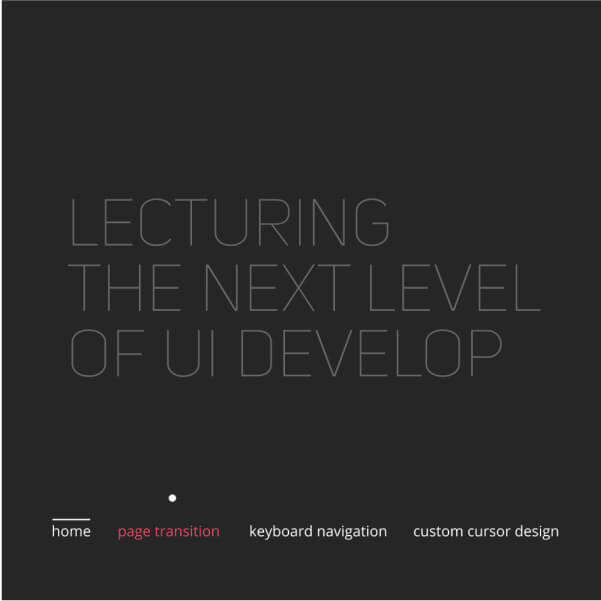 LECTURING
THE NEXT LEVEL
OF UI DEVELOP
home page transition keyboard navigation custom cursor design